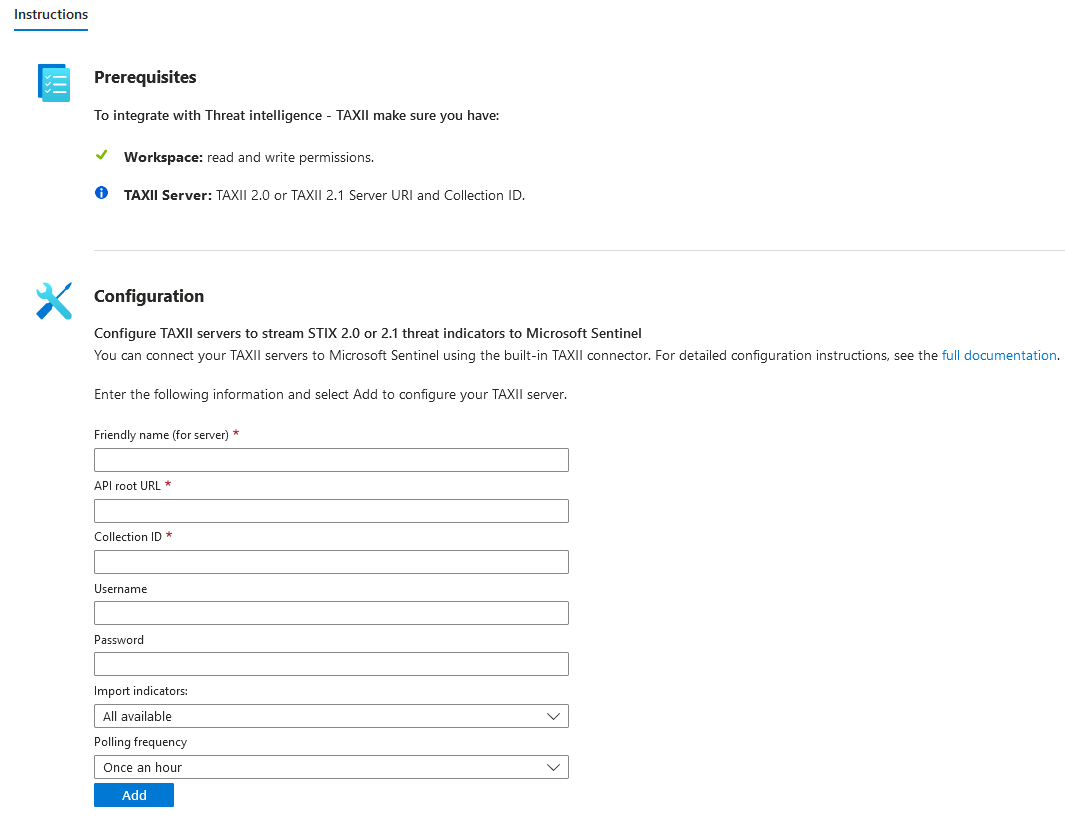 Instructions
Prerequisites
To integrate with Threat intelligence - TAXII make sure you have:
Workspace: read and write permissions.
TAXII Server: TAXII 2.0 or TAXII 2.1 Server URI and Collection ID.
Configuration
Configure TAXII servers to stream STIX 2.0 or 2.1 threat indicators to Microsoft Sentinel
You can connect your TAXII servers to Microsoft Sentinel using the built-in TAXII connector. For detailed configuration instructions, see the full documentation.
Enter the following information and select Add to configure your TAXII server.
Friendly name (for server) *
API root URL *
Collection ID *
Username
Password
Import indicators:
All available
Polling frequency
Once an hour
Add